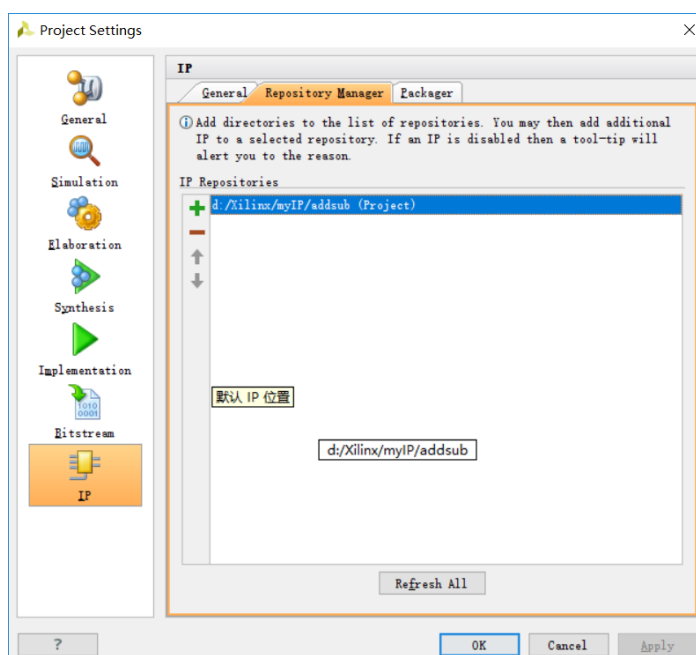 Project Settings
General
Simulation
Elaboration
Synthesis
Implementation
Bitstream
IP
IP
General
Repository Manager
Packager
Add directories to the list of repositories. You may then add additional
IP to a selected repository. If an IP is disabled then a tool-tip will
alert you to the reason.
IP Repositories
d:/Xilinx/myIP/addsub (Project)
默认 IP 位置
d:/Xilinx/myIP/addsub
Refresh All
?
OK
Cancel
Apply